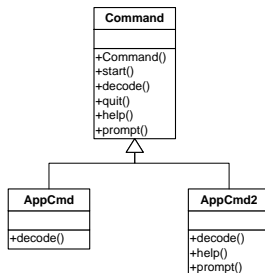 Command
+Command()
+start()
+decode()
+quit()
+help()
+prompt()
AppCmd
+decode()
AppCmd2
+decode()
+help()
+prompt()